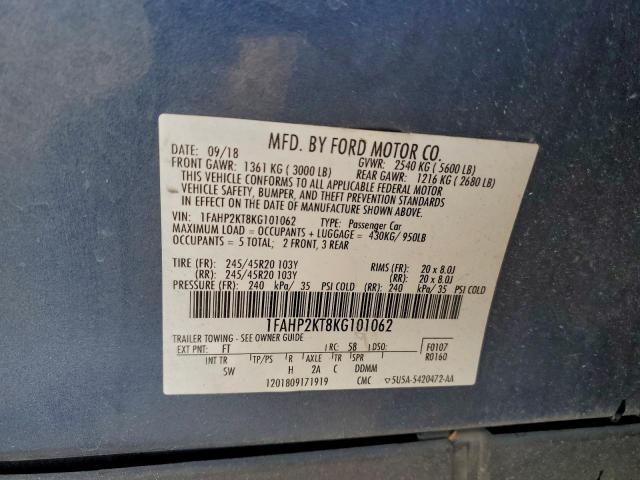 MFD. BY FORD MOTOR CO.
DATE: 09/18 GVWR: 2540 KG ( 5600 LB)
FRONT GAWR: 1361 KG ( 3000 LB) REAR GAWR: 1216 KG ( 2680 LB)
THIS VEHICLE CONFORMS TO ALL APPLICABLE FEDERAL MOTOR
VEHICLE SAFETY, BUMPER, AND THEFT PREVENTION STANDARDS
IN EFFECT ON THE DATE OF MANUFACTURE SHOWN ABOVE.
VIN: 1FAHP2KT8KG101062 TYPE: Passenger Car
MAXIMUM LOAD = OCCUPANTS + LUGGAGE = 430KG/ 950LB
OCCUPANTS = 5 TOTAL; 2 FRONT, 3 REAR
TIRE (FR): 245/45R20 103Y RIMS (FR): 20 x 8.0J
(RR): 245/45R20 103Y (RR): 20 x 8.0J
PRESSURE (FR): 240 kPa/ 35 PSI COLD (RR): 240 kPa/ 35 PSI COLD
1FAHP2KT8KG101062
TRAILER TOWING - SEE OWNER GUIDE
EXT PNT: FT RC: 58 DSO: F0107
INT TR TP/PS R AXLE TR SPR R0160
SW H 2A C DDMM
1201809171919 CMC 5U5A-5420472-AA